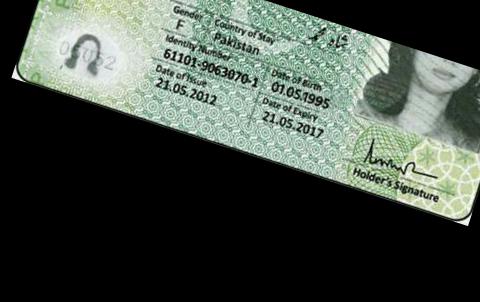 Gender Country of Stay
F Pakistan
Identity Number Date of Birth
61101-9063070-1 01.05.1995
Date of Issue Date of Expiry
21.05.2012 21.05.2017
Holder's Signature